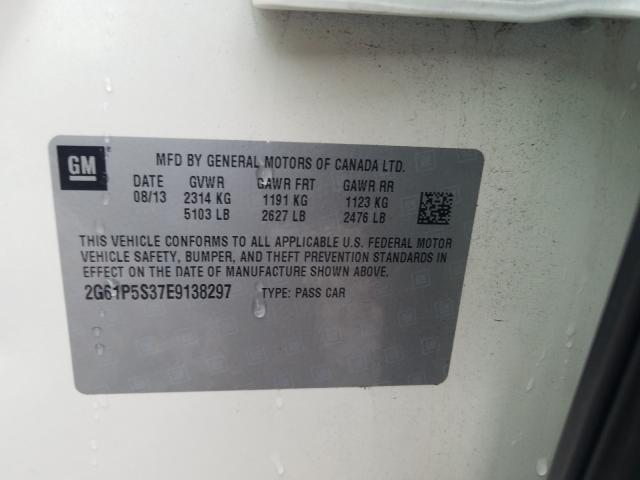 GM
MFD BY GENERAL MOTORS OF CANADA LTD.
DATE GVWR GAWR FRT GAWR RR
08/13 2314 KG 1191 KG 1123 KG
5103 LB 2627 LB 2476 LB
THIS VEHICLE CONFORMS TO ALL APPLICABLE U.S. FEDERAL MOTOR
VEHICLE SAFETY, BUMPER, AND THEFT PREVENTION STANDARDS IN
EFFECT ON THE DATE OF MANUFACTURE SHOWN ABOVE.
2G61P5S37E9138297 TYPE: PASS CAR